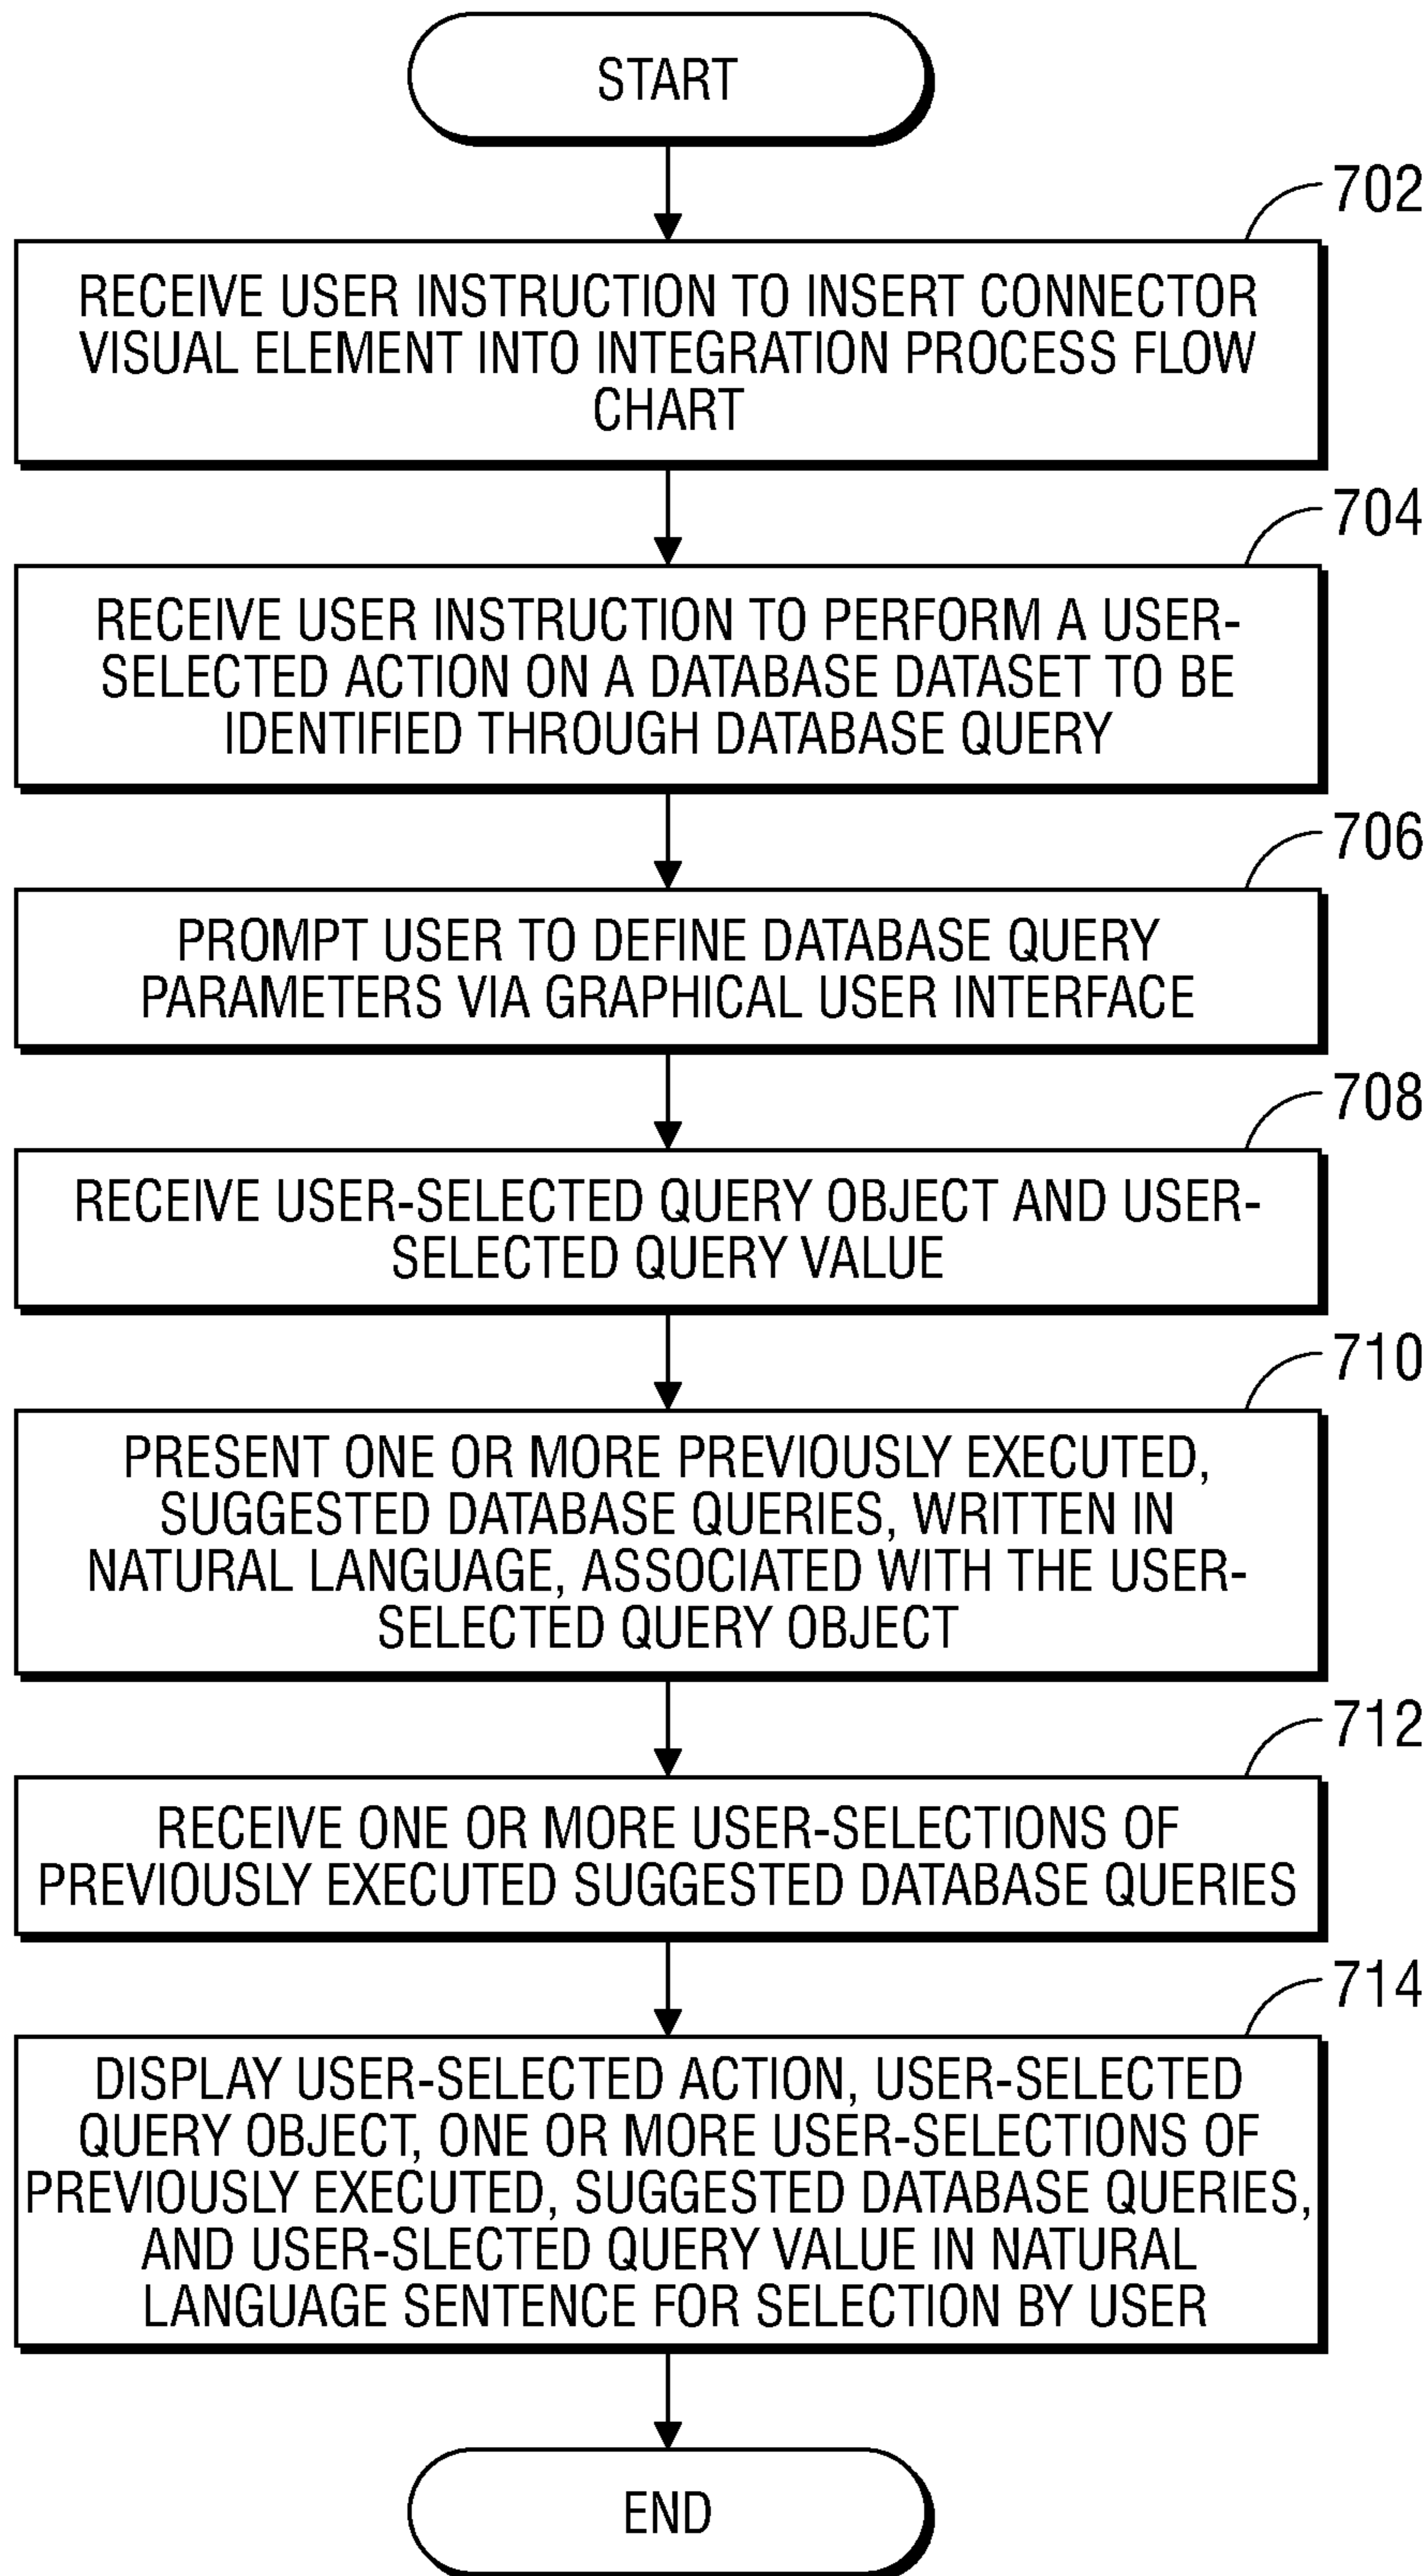 START
702
RECEIVE USER INSTRUCTION TO INSERT CONNECTOR
VISUAL ELEMENT INTO INTEGRATION PROCESS FLOW
CHART
704
RECEIVE USER INSTRUCTION TO PERFORM A USER-
SELECTED ACTION ON A DATABASE DATASET TO BE
IDENTIFIED THROUGH DATABASE QUERY
706
PROMPT USER TO DEFINE DATABASE QUERY
PARAMETERS VIA GRAPHICAL USER INTERFACE
708
RECEIVE USER-SELECTED QUERY OBJECT AND USER-
SELECTED QUERY VALUE
710
PRESENT ONE OR MORE PREVIOUSLY EXECUTED,
SUGGESTED DATABASE QUERIES, WRITTEN IN
NATURAL LANGUAGE, ASSOCIATED WITH THE USER-
SELECTED QUERY OBJECT
712
RECEIVE ONE OR MORE USER-SELECTIONS OF
PREVIOUSLY EXECUTED SUGGESTED DATABASE QUERIES
714
DISPLAY USER-SELECTED ACTION, USER-SELECTED
QUERY OBJECT, ONE OR MORE USER-SELECTIONS OF
PREVIOUSLY EXECUTED, SUGGESTED DATABASE QUERIES,
AND USER-SLECTED QUERY VALUE IN NATURAL
LANGUAGE SENTENCE FOR SELECTION BY USER
END